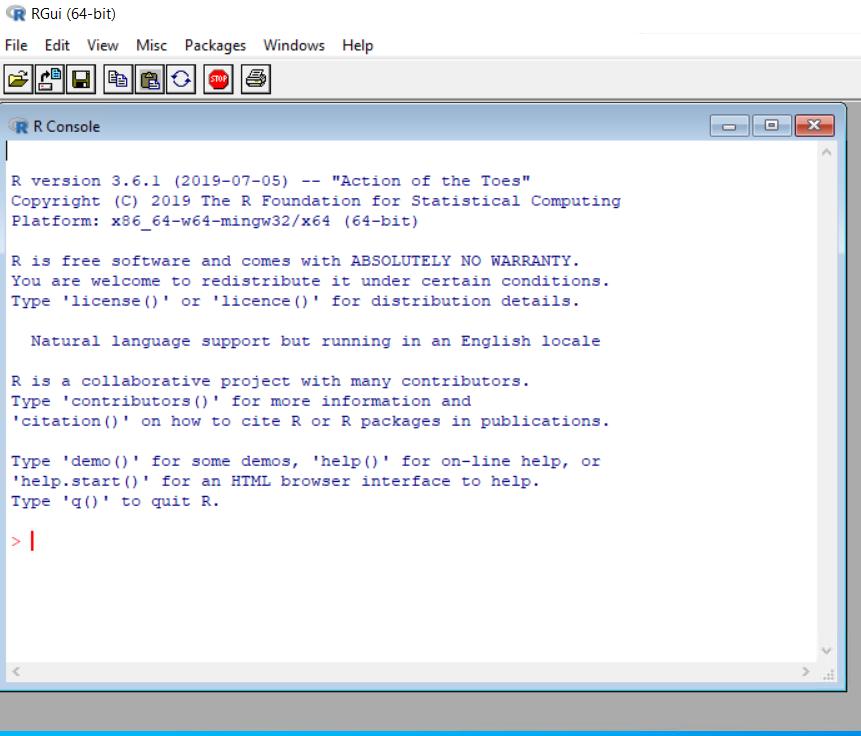 RGui (64-bit)
File Edit View Misc Packages Windows Help
STOP
R Console
R version 3.6.1 (2019-07-05) -- "Action of the Toes"
Copyright (C) 2019 The R Foundation for Statistical Computing
Platform: x86_64-w64-mingw32/x64 (64-bit)
R is free software and comes with ABSOLUTELY NO WARRANTY.
You are welcome to redistribute it under certain conditions.
Type 'license()' or 'licence()' for distribution details.
Natural language support but running in an English locale
R is a collaborative project with many contributors.
Type 'contributors()' for more information and
'citation()' on how to cite R or R packages in publications.
Type 'demo()' for some demos, 'help()' for on-line help, or
'help.start()' for an HTML browser interface to help.
Type 'q()' to quit R.
>